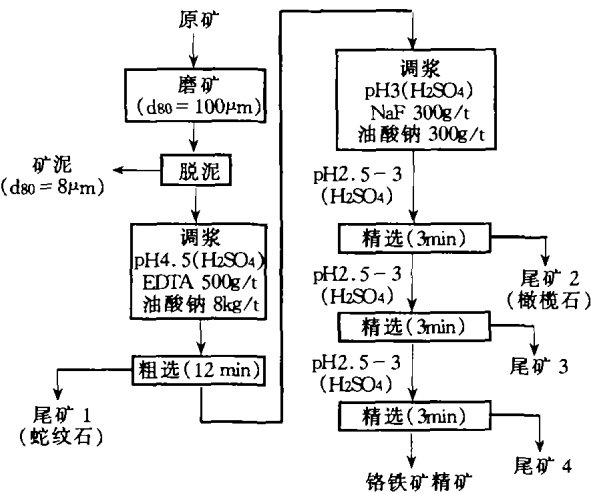 原矿
磨矿
(d80=100μm)
矿泥
(d80=8μm)
脱泥
调浆
pH4.5(H2SO4)
EDTA 500g/t
油酸钠 8kg/t
粗选(12 min)
尾矿 1
(蛇纹石)
调浆
pH3(H2SO4)
NaF 300g/t
油酸钠 300g/t
pH2.5-3
(H2SO4)
精选(3min)
尾矿 2
(橄榄石)
pH2.5-3
(H2SO4)
精选(3min)
尾矿 3
pH2.5-3
(H2SO4)
精选(3min)
尾矿 4
铬铁矿精矿